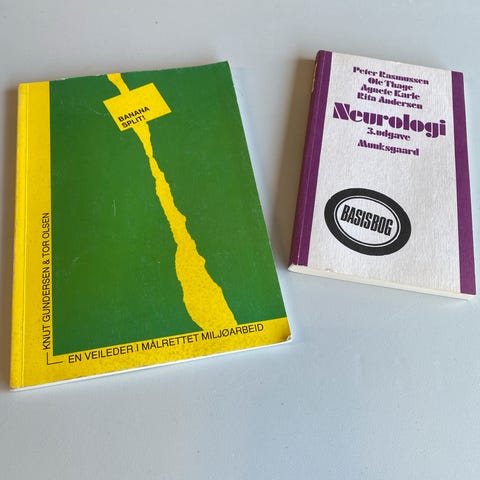 BANANA
SPLIT!
KNUT GUNDERSEN & TOR OLSEN
EN VEILEDER I MÅLRETTET MILJØARBEID
Peter Rasmussen
Ole Thage
Agnete Karle
Rita Andersen
Neurologi
3.udgave
Munksgaard
BASISBOG